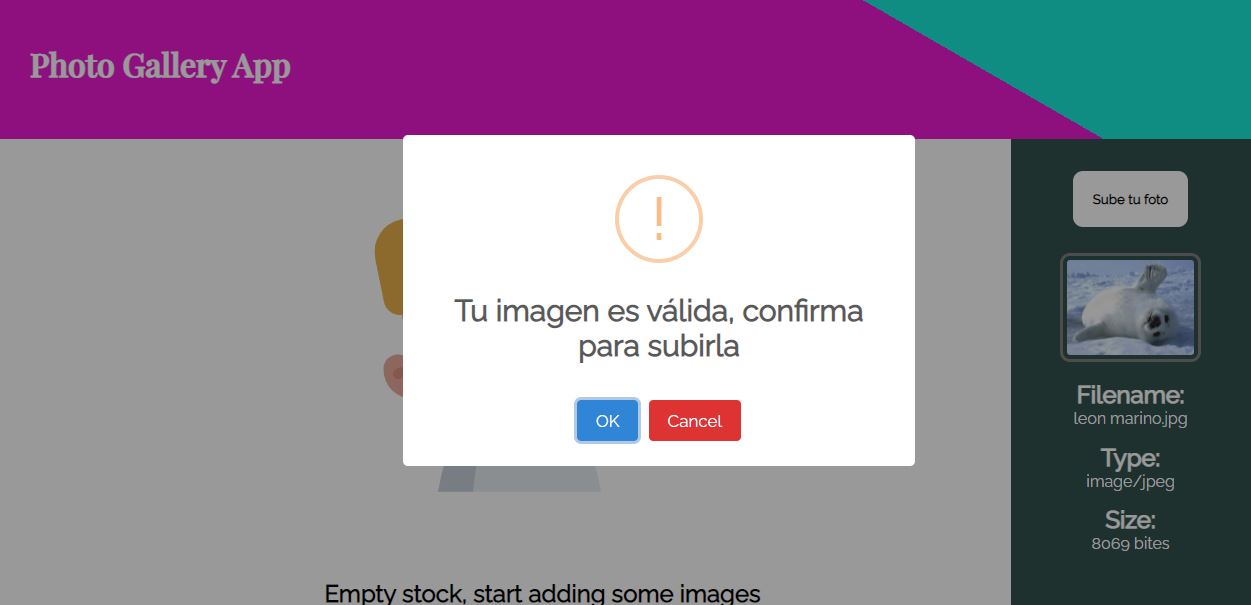 Photo Gallery App
!
Tu imagen es válida, confirma
para subirla
OK
Cancel
Empty stock, start adding some images
Sube tu foto
Filename:
leon marino.jpg
Type:
image/jpeg
Size:
8069 bites